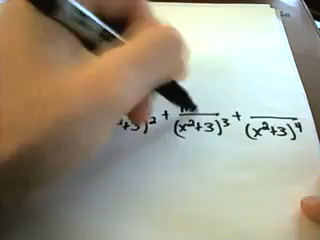 +3)² + ―――/(x²+3)³ + ―――/(x²+3)⁴